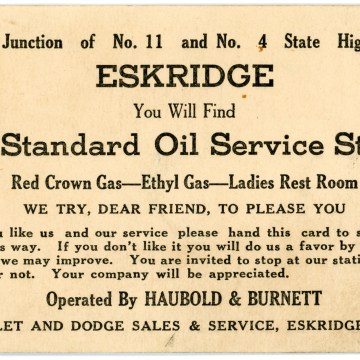 Junction of No. 11 and No. 4 State Hig
ESKRIDGE
You Will Find
Standard Oil Service St
Red Crown Gas—Ethyl Gas—Ladies Rest Room
WE TRY, DEAR FRIEND, TO PLEASE YOU
ou like us and our service please hand this card to s
s way. If you don't like it you will do us a favor by
we may improve. You are invited to stop at our stati
r not. Your company will be appreciated.
Operated By HAUBOLD & BURNETT
LET AND DODGE SALES & SERVICE, ESKRIDGE